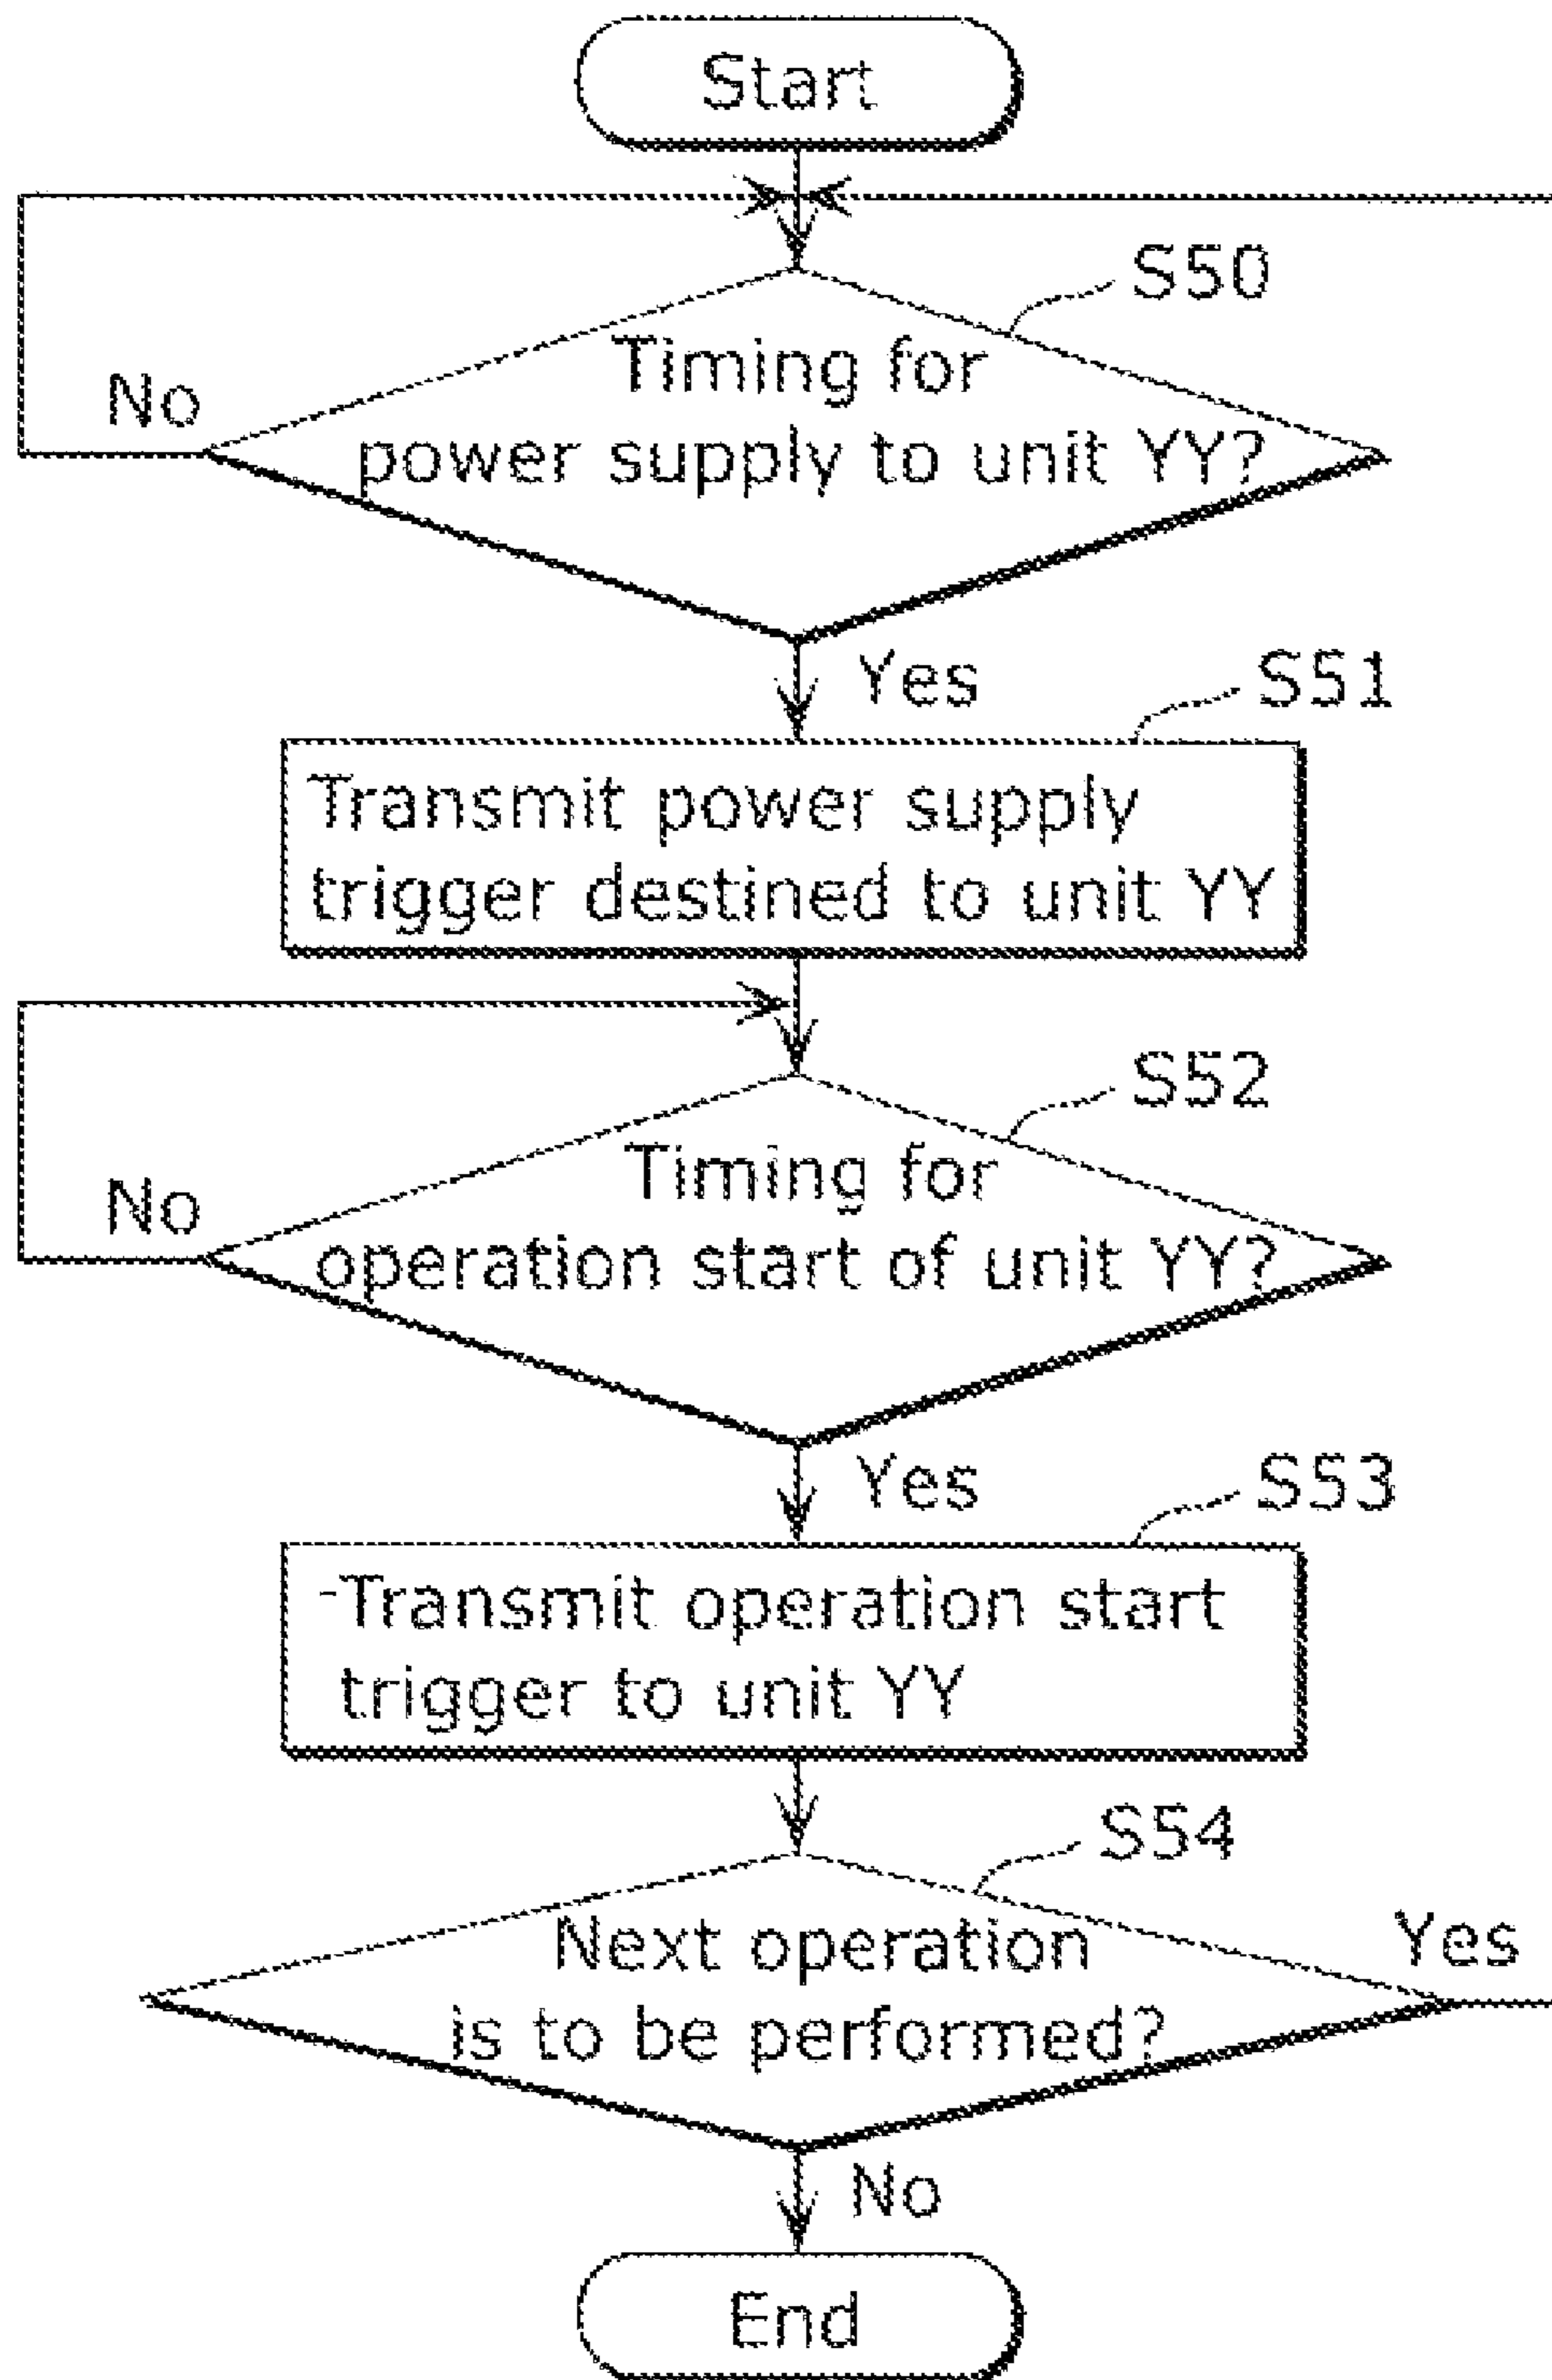 Start
S50
Timing for
power supply to unit YY?
No
Yes
S51
Transmit power supply
trigger destined to unit YY
S52
Timing for
operation start of unit YY?
No
Yes
S53
Transmit operation start
trigger to unit YY
S54
Next operation
is to be performed?
Yes
No
End